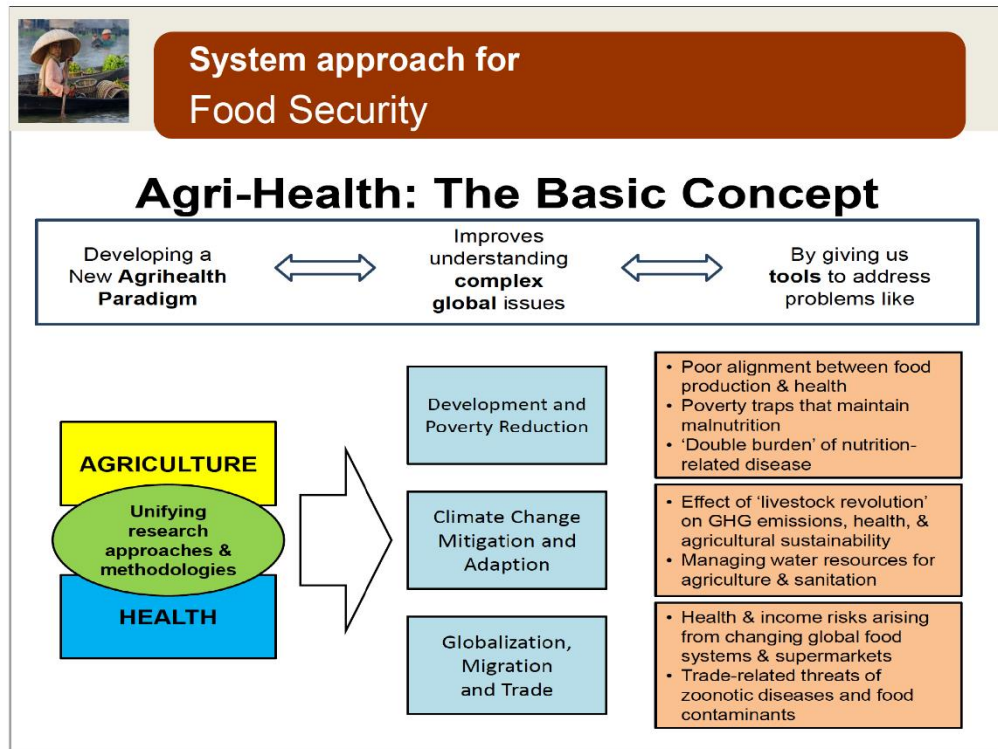 System approach for
Food Security
Agri-Health: The Basic Concept
Developing a
New Agrihealth
Paradigm
Improves
understanding
complex
global issues
By giving us
tools to address
problems like
AGRICULTURE
Unifying
research
approaches &
methodologies
HEALTH
Development and
Poverty Reduction
• Poor alignment between food
production & health
• Poverty traps that maintain
malnutrition
• ‘Double burden’ of nutrition-
related disease
Climate Change
Mitigation and
Adaption
• Effect of ‘livestock revolution’
on GHG emissions, health, &
agricultural sustainability
• Managing water resources for
agriculture & sanitation
Globalization,
Migration
and Trade
• Health & income risks arising
from changing global food
systems & supermarkets
• Trade-related threats of
zoonotic diseases and food
contaminants